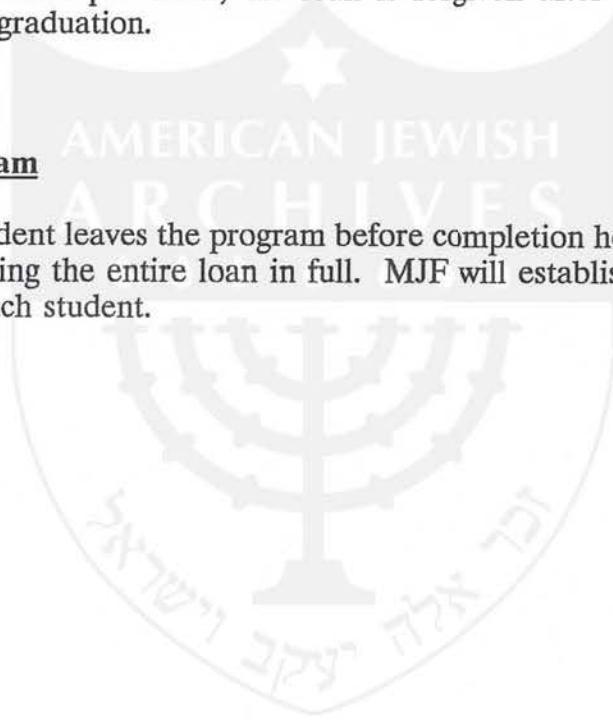 graduation.
AMERICAN JEWISH
ARCHIVES
am
dent leaves the program before completion he
ing the entire loan in full. MJF will establis
ch student.
זכר אלה יעקב וישראל